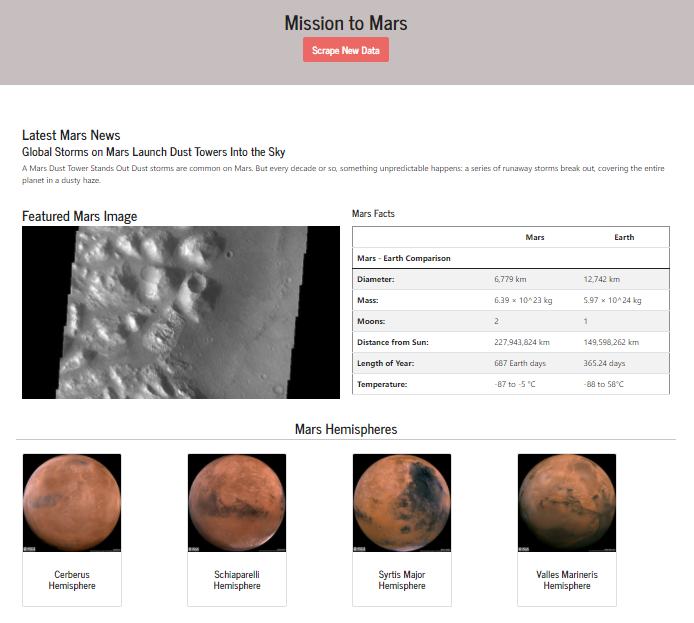 Mission to Mars
Scrape New Data
Latest Mars News
Global Storms on Mars Launch Dust Towers Into the Sky
A Mars Dust Tower Stands Out Dust storms are common on Mars. But every decade or so, something unpredictable happens: a series of runaway storms break out, covering the entire
planet in a dusty haze.
Featured Mars Image
Mars Facts
Mars Earth
Mars - Earth Comparison
Diameter: 6,779 km 12,742 km
Mass: 6.39 × 10^23 kg 5.97 × 10^24 kg
Moons: 2 1
Distance from Sun: 227,943,824 km 149,598,262 km
Length of Year: 687 Earth days 365.24 days
Temperature: -87 to -5 °C -88 to 58°C
Mars Hemispheres
Cerberus
Hemisphere
Schiaparelli
Hemisphere
Syrtis Major
Hemisphere
Valles Marineris
Hemisphere